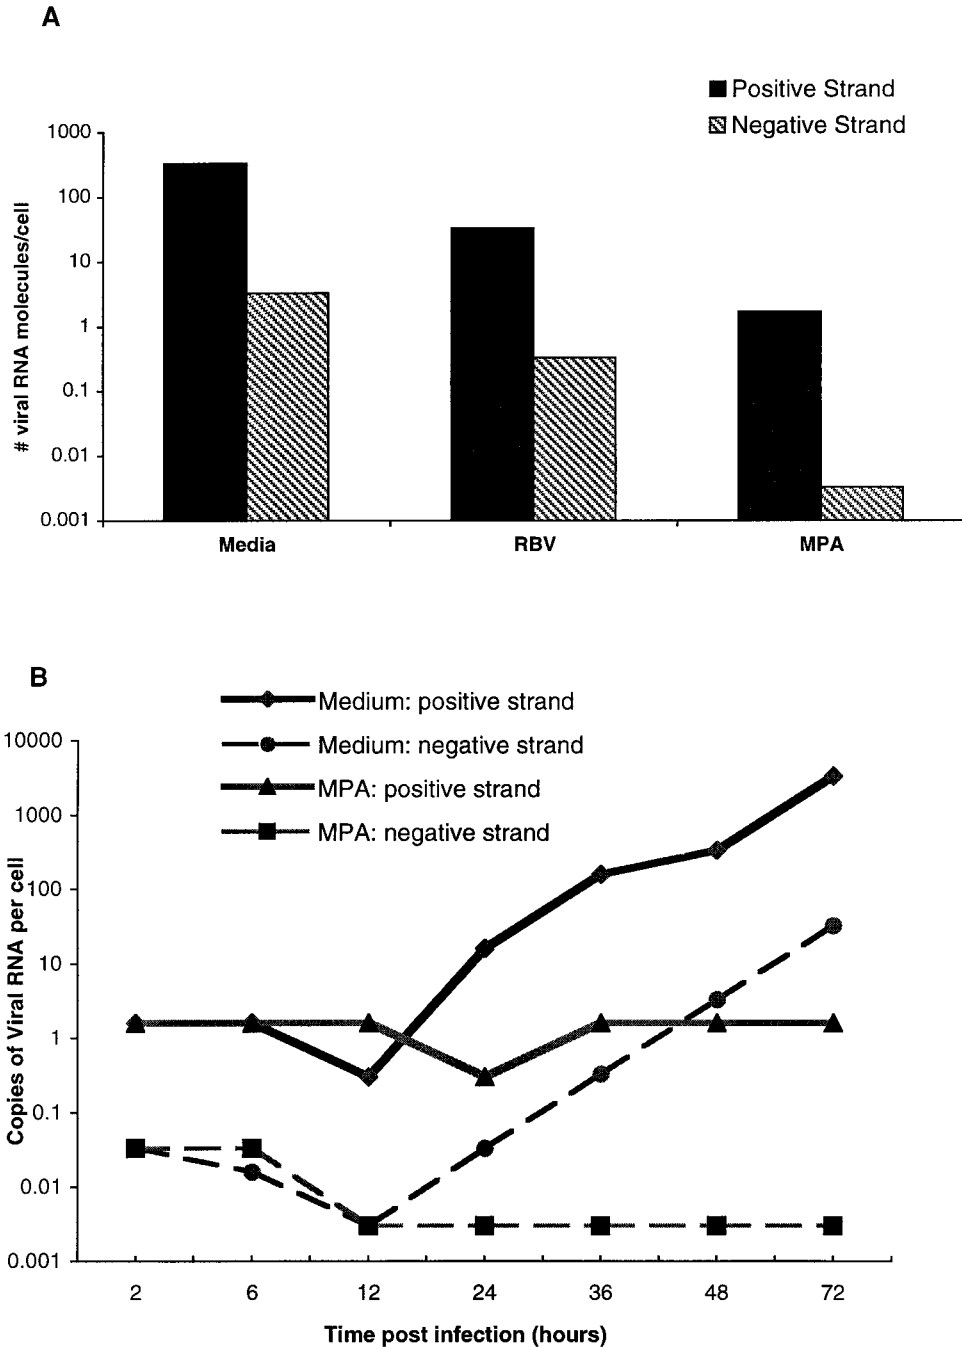 A
Positive Strand
Negative Strand
# viral RNA molecules/cell
1000
100
10
1
0.1
0.01
0.001
Media RBV MPA
B
Medium: positive strand
Medium: negative strand
MPA: positive strand
MPA: negative strand
Copies of Viral RNA per cell
10000
1000
100
10
1
0.1
0.01
0.001
2 6 12 24 36 48 72
Time post infection (hours)